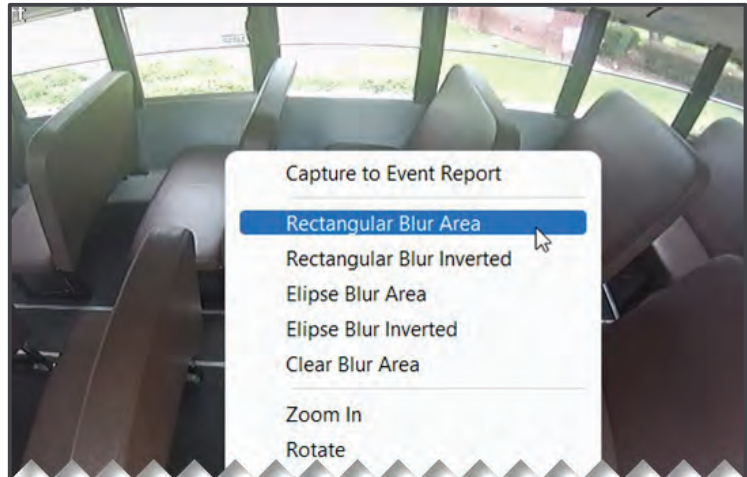 Capture to Event Report
Rectangular Blur Area
Rectangular Blur Inverted
Elipse Blur Area
Elipse Blur Inverted
Clear Blur Area
Zoom In
Rotate